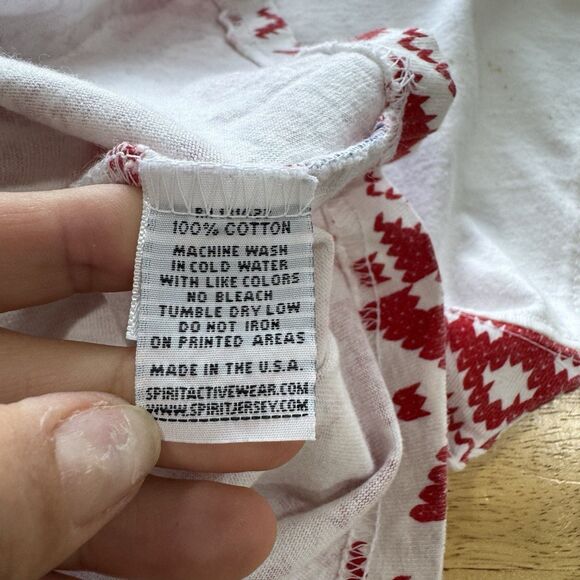 100% COTTON
MACHINE WASH
IN COLD WATER
WITH LIKE COLORS
NO BLEACH
TUMBLE DRY LOW
DO NOT IRON
ON PRINTED AREAS
MADE IN THE U.S.A.
SPIRITACTIVEWEAR.COM
WWW.SPIRITJERSEY.COM